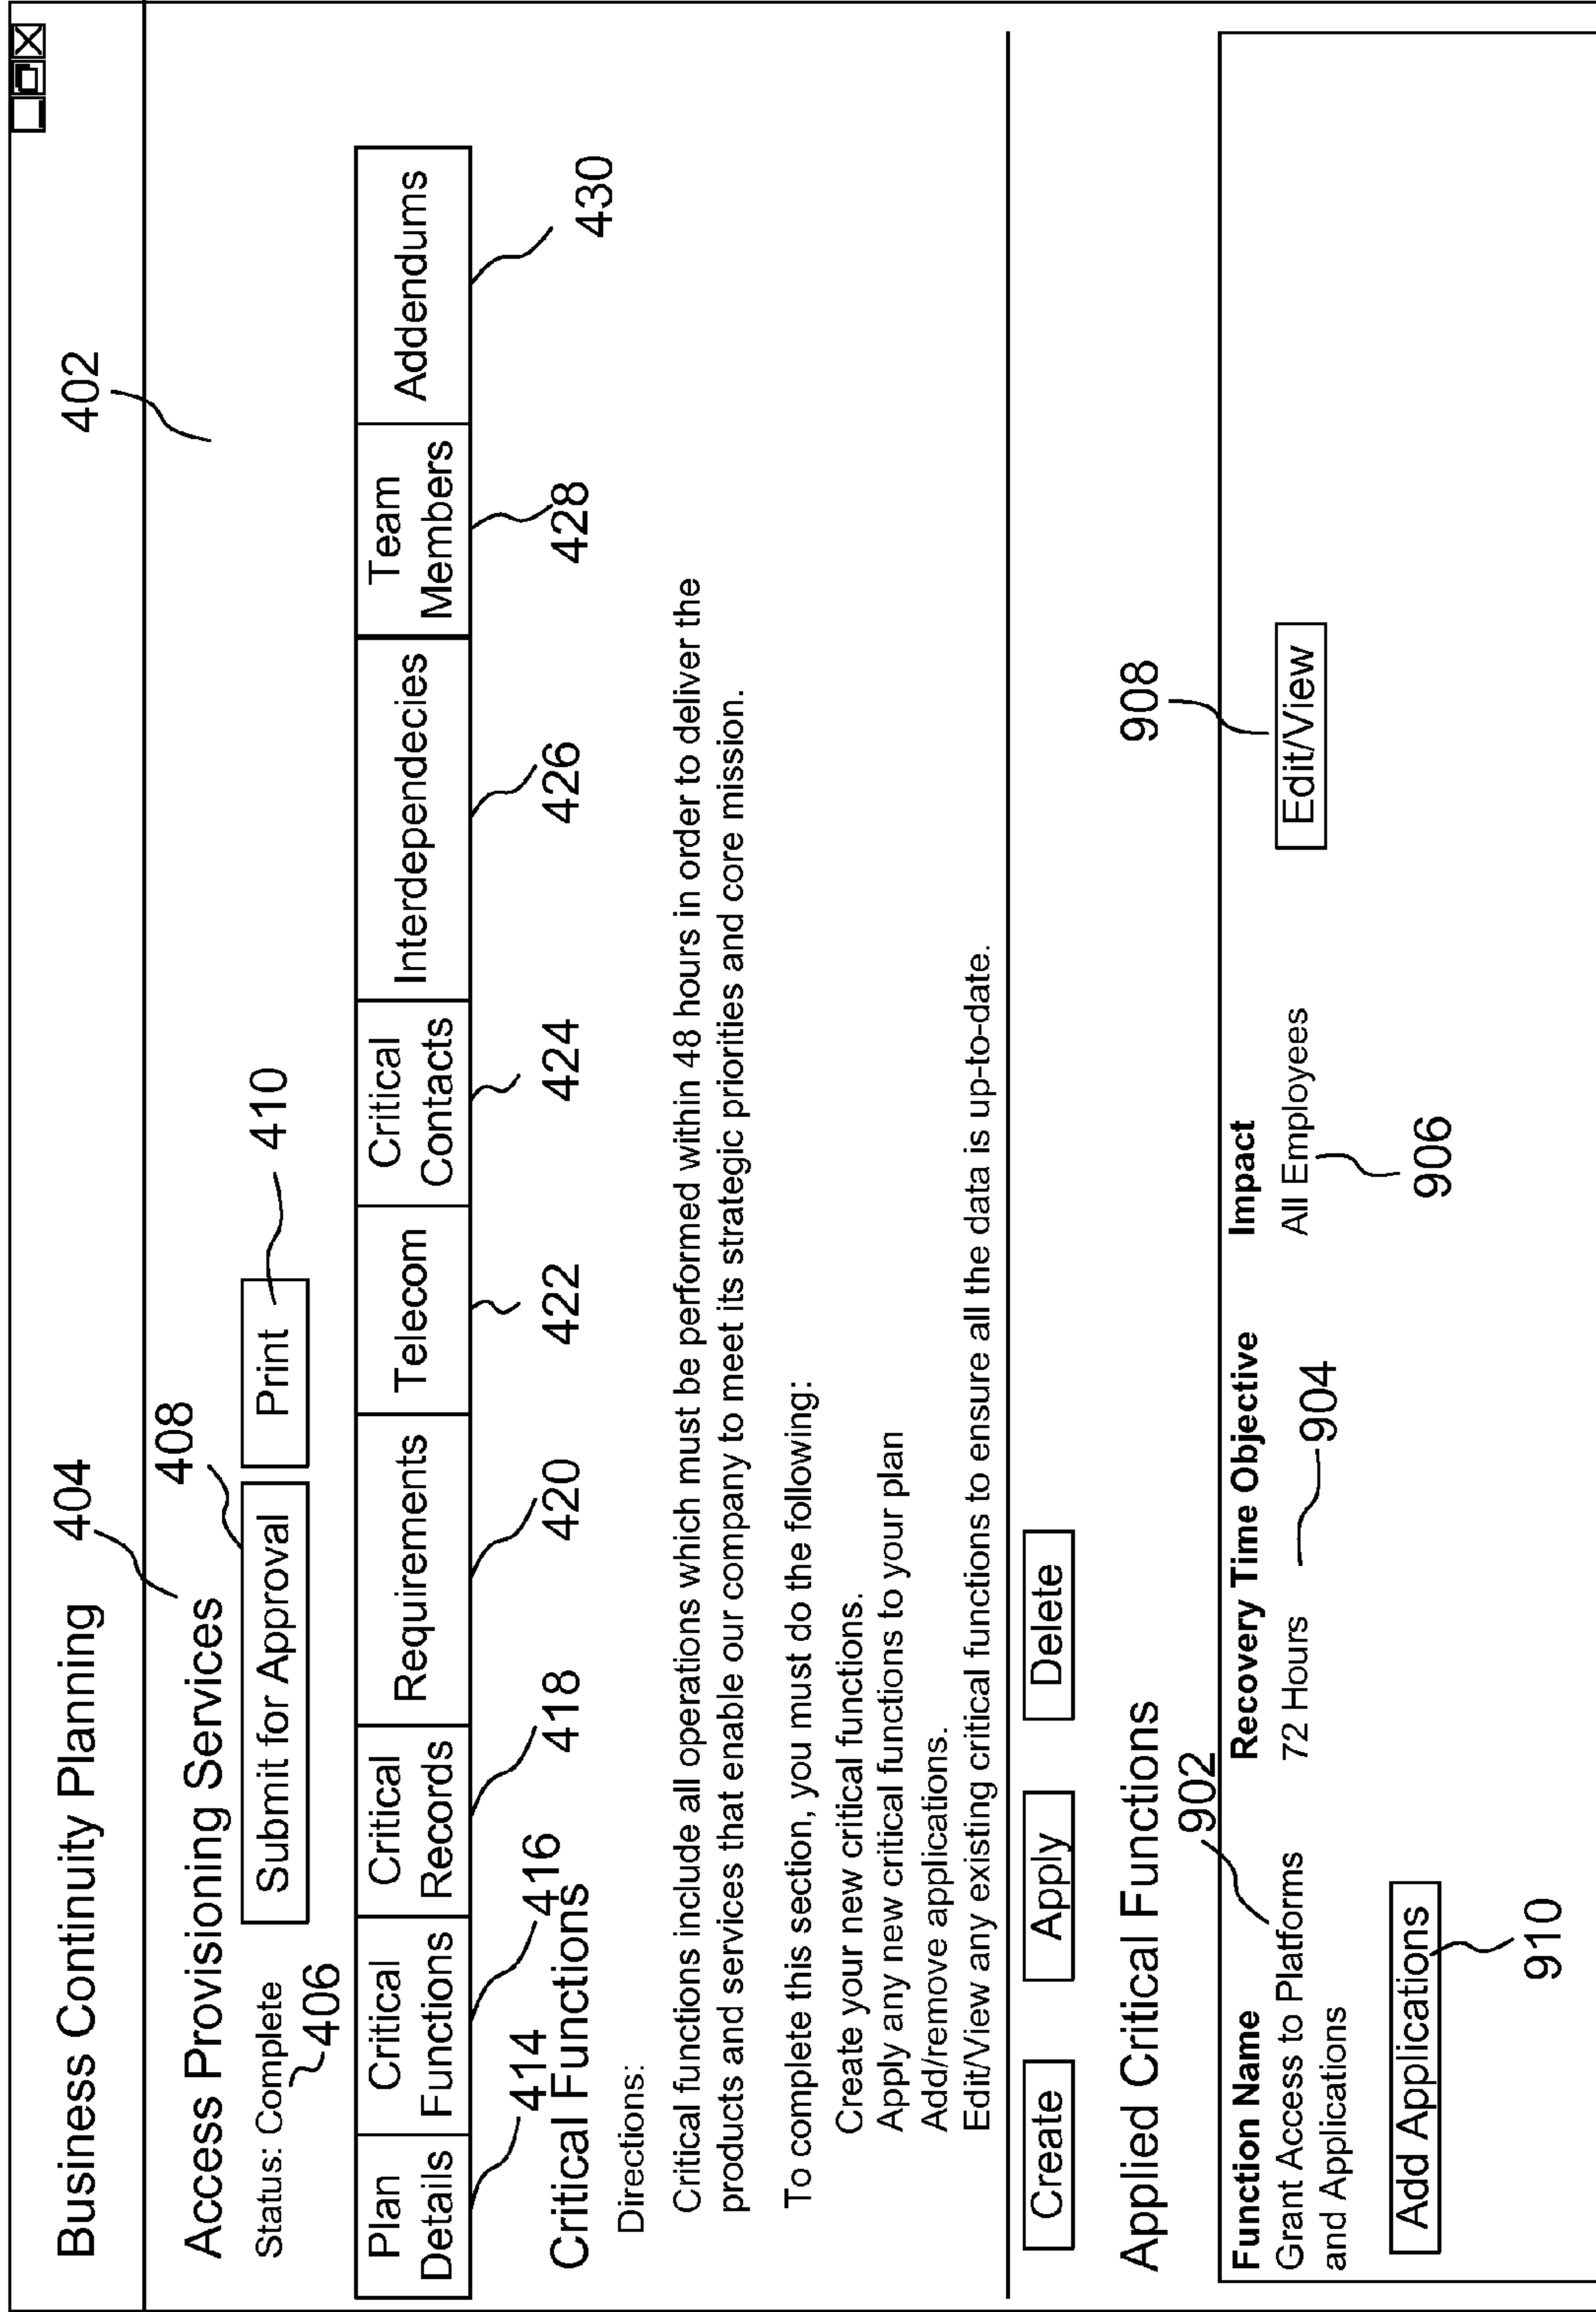 Business Continuity Planning
404
402
Access Provisioning Services
408
Status: Complete
Submit for Approval
Print
410
406
Plan Details
Critical Functions
Critical Records
Requirements
Telecom
Critical Contacts
Interdependecies
Team Members
Addendums
414
416
418
420
422
424
426
428
430
Critical Functions
Directions:
Critical functions include all operations which must be performed within 48 hours in order to deliver the
products and services that enable our company to meet its strategic priorities and core mission.
To complete this section, you must do the following:
Create your new critical functions.
Apply any new critical functions to your plan
Add/remove applications.
Edit/View any existing critical functions to ensure all the data is up-to-date.
Create
Apply
Delete
Applied Critical Functions
902
908
Function Name
Recovery Time Objective
Impact
Grant Access to Platforms
and Applications
72 Hours
904
All Employees
Edit/View
906
Add Applications
910